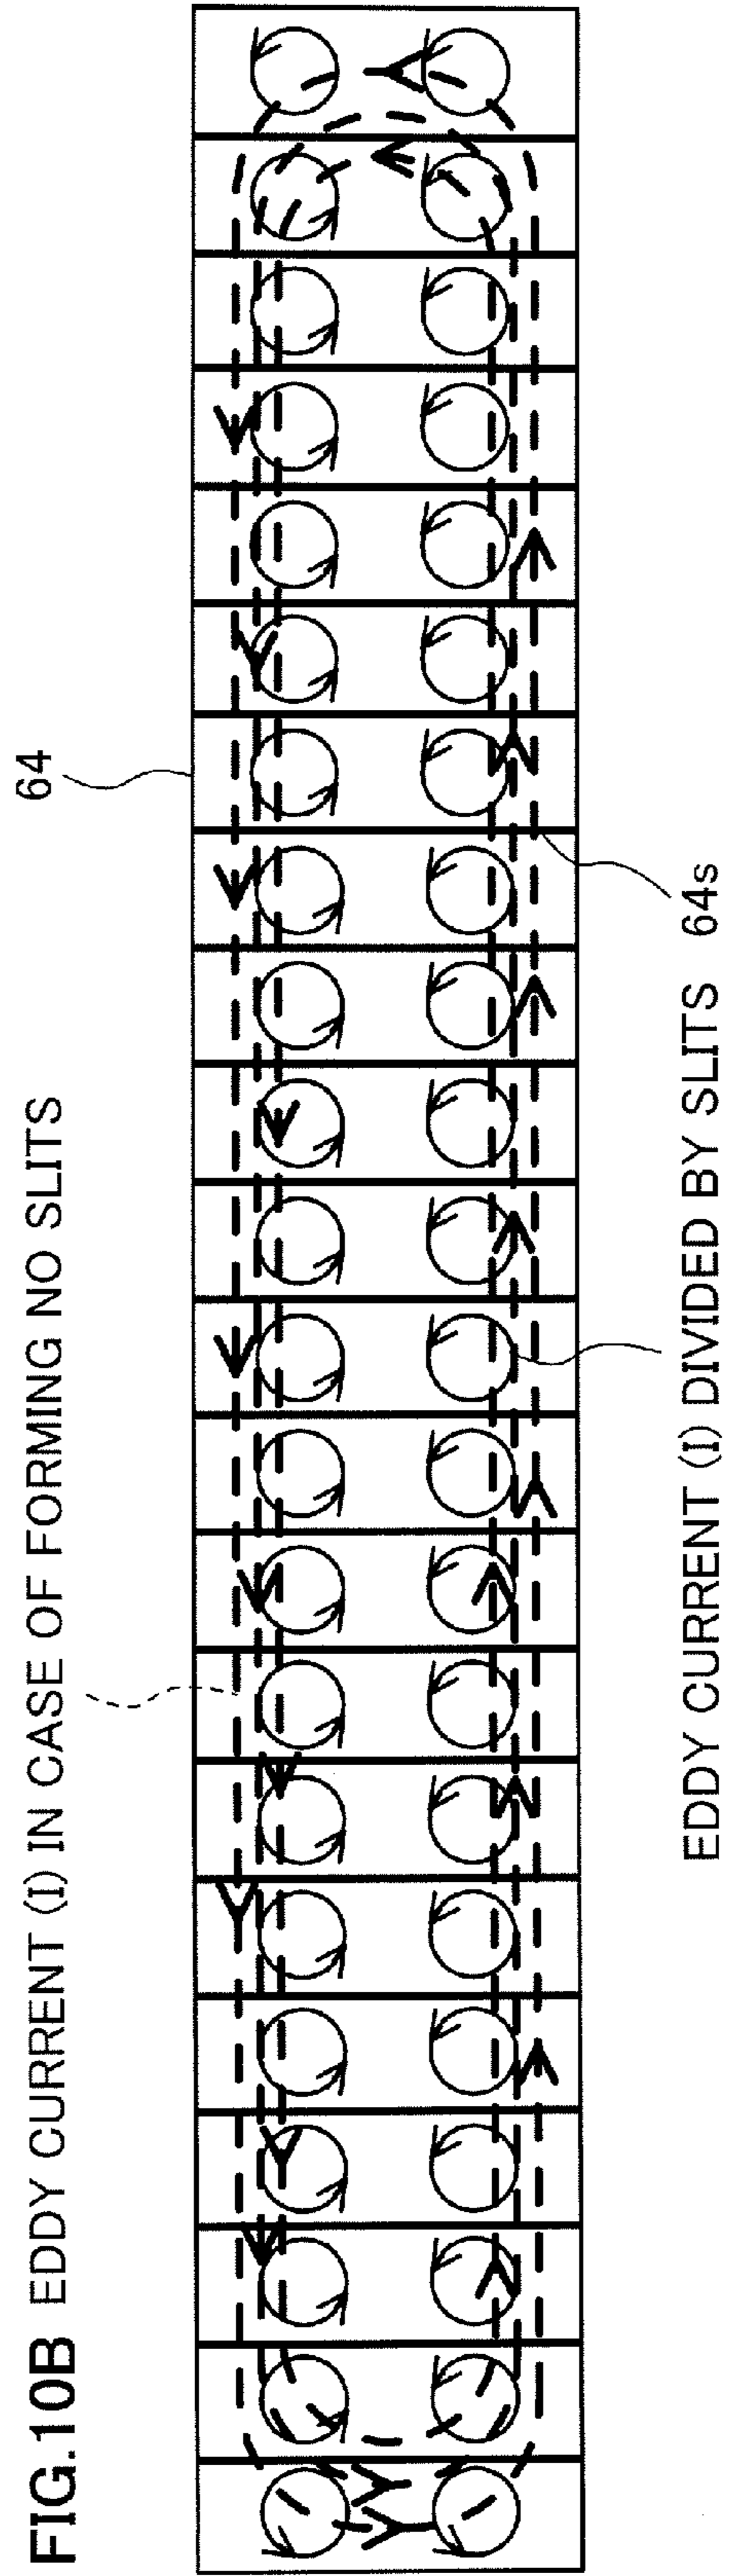 FIG.10B EDDY CURRENT (I) IN CASE OF FORMING NO SLITS
64
EDDY CURRENT (I) DIVIDED BY SLITS
64s